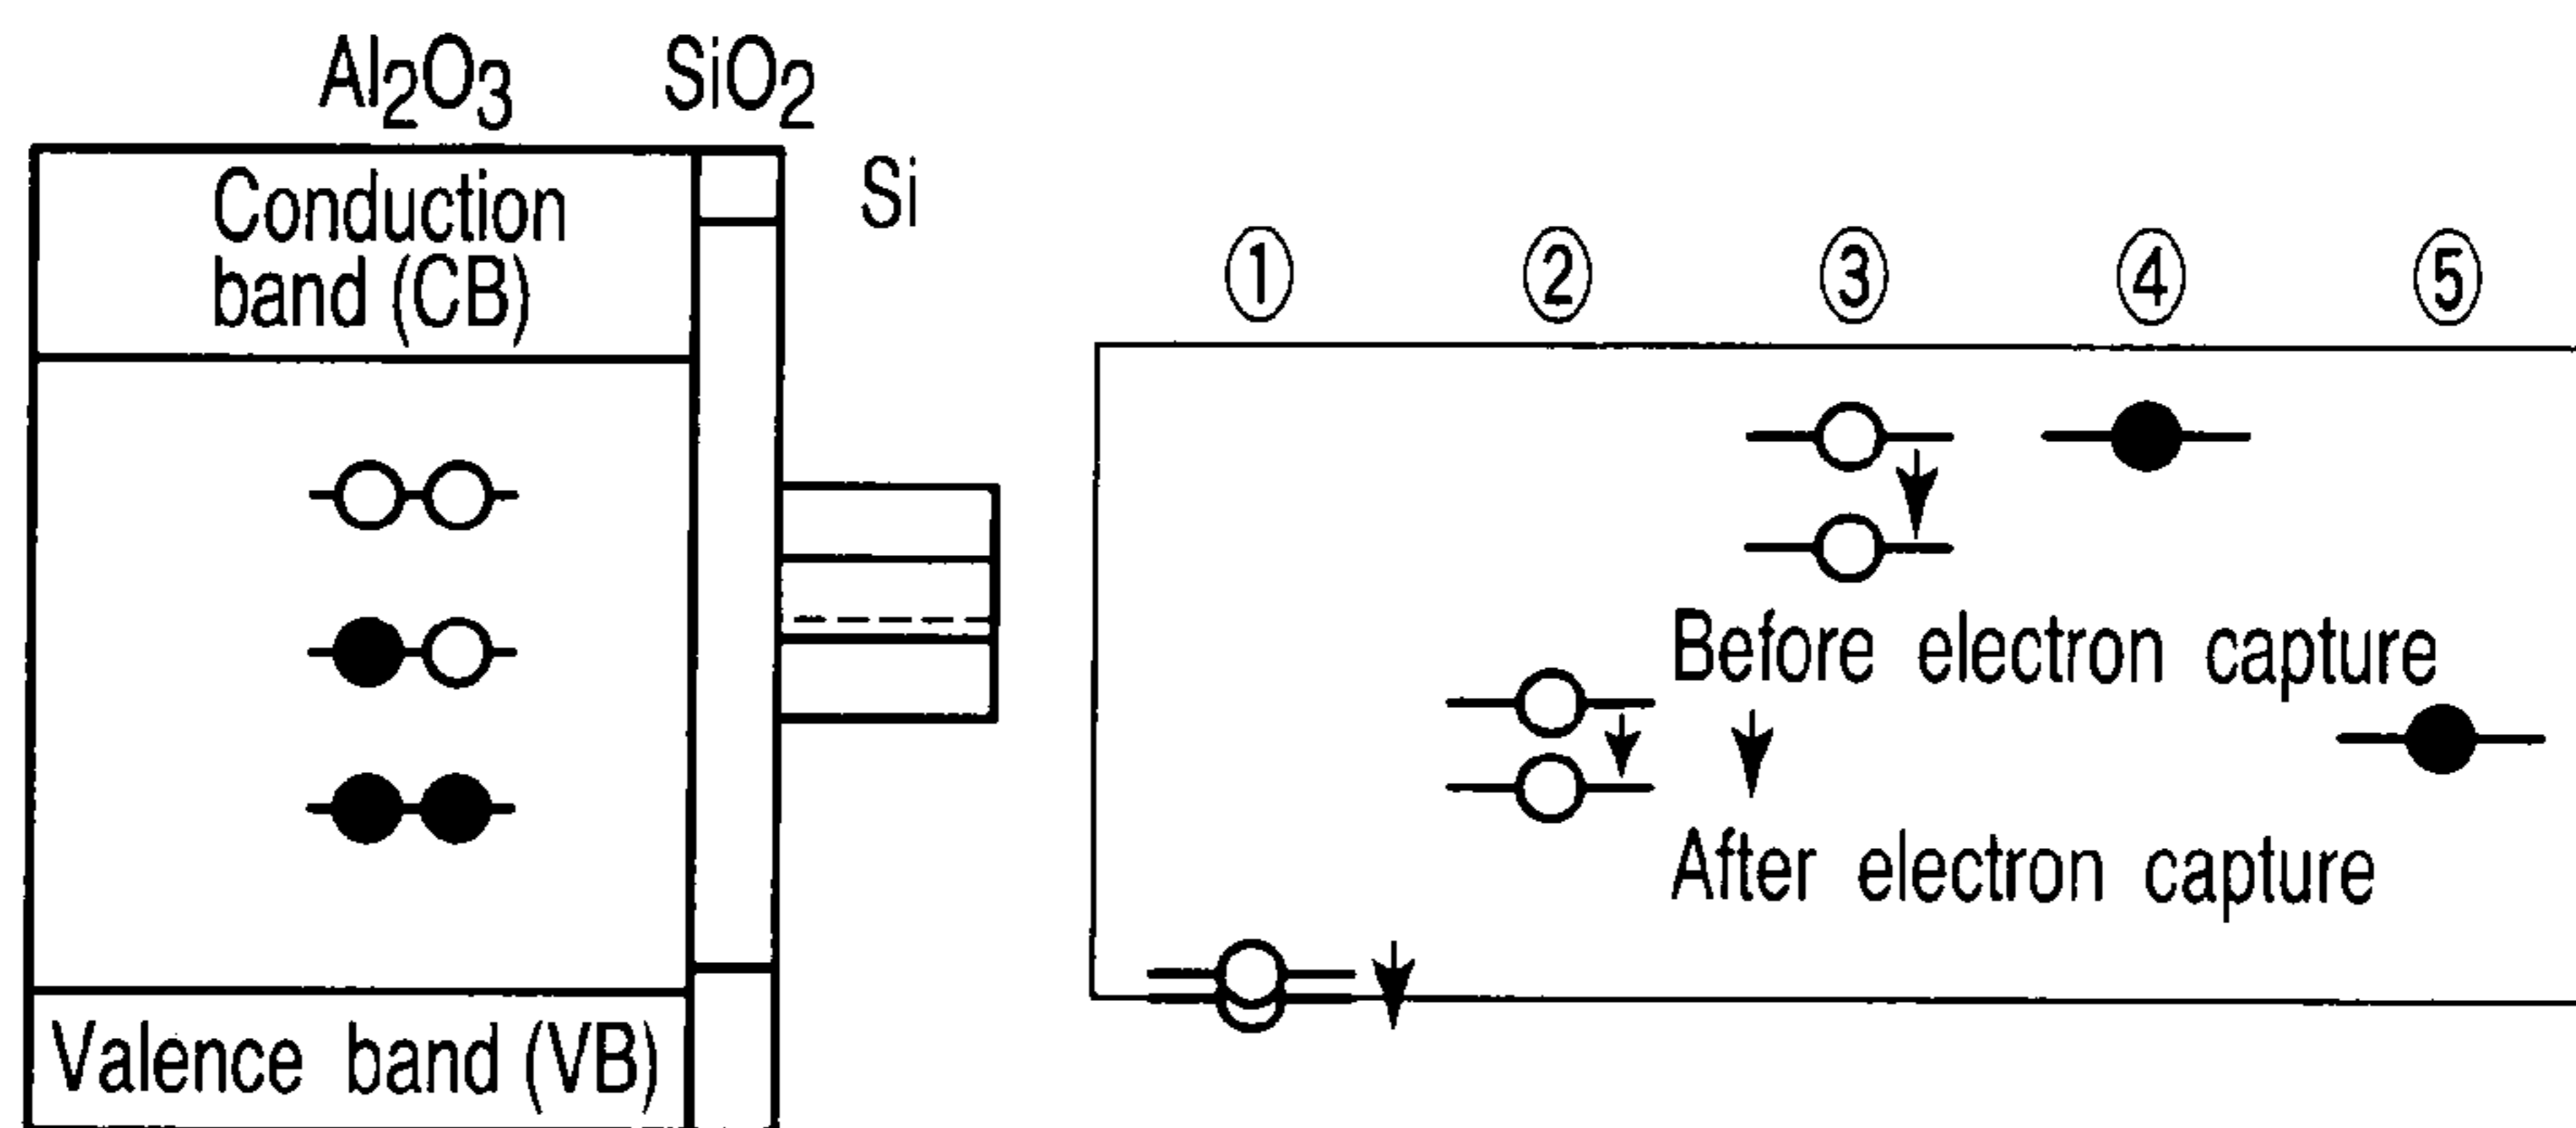 Al2O3 SiO2
Si
Conduction
band (CB)
① ② ③ ④ ⑤
Before electron capture
After electron capture
Valence band (VB)